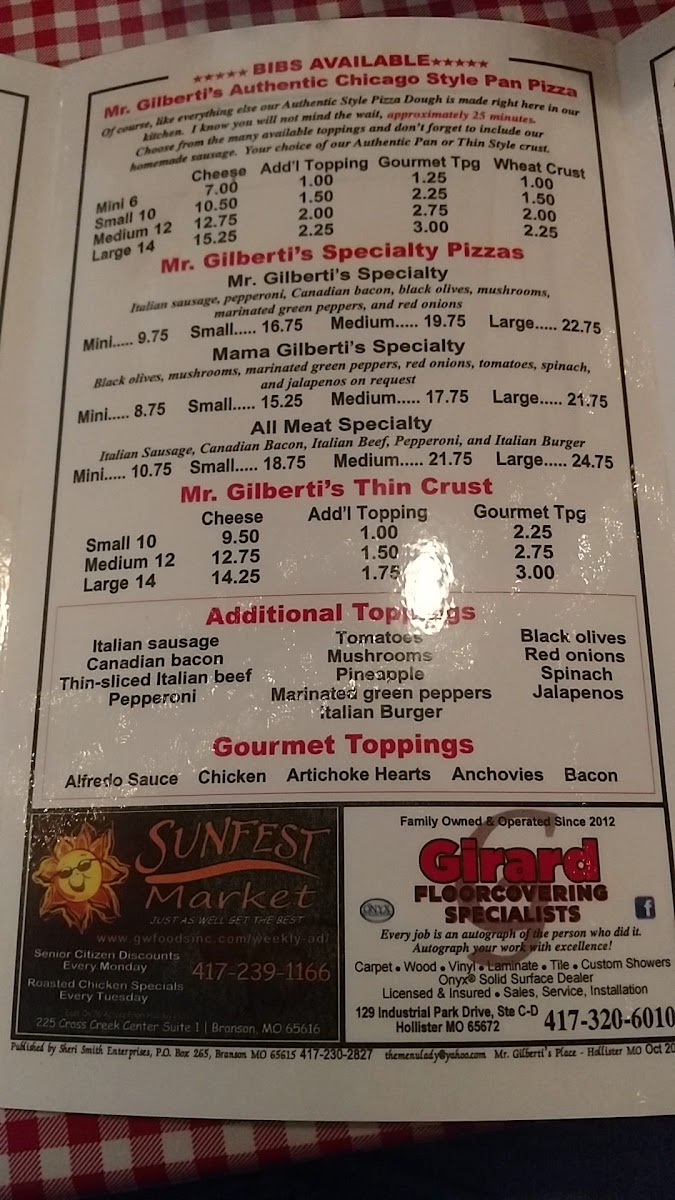 ★★★★★ BIBS AVAILABLE★★★★★
Mr. Gilberti's Authentic Chicago Style Pan Pizza
Of course, like everything else our Authentic Style Pizza Dough is made right here in our
kitchen. I know you will not mind the wait, approximately 25 minutes.
Choose from the many available toppings and don't forget to include our
homemade sausage. Your choice of our Authentic Pan or Thin Style crust.
Cheese Add'l Topping Gourmet Tpg Wheat Crust
Mini 6 7.00 1.00 1.25 1.00
Small 10 10.50 1.50 2.25 1.50
Medium 12 12.75 2.00 2.75 2.00
Large 14 15.25 2.25 3.00 2.25
Mr. Gilberti's Specialty Pizzas
Mr. Gilberti's Specialty
Italian sausage, pepperoni, Canadian bacon, black olives, mushrooms,
marinated green peppers, and red onions
Mini..... 9.75 Small..... 16.75 Medium..... 19.75 Large..... 22.75
Mama Gilberti's Specialty
Black olives, mushrooms, marinated green peppers, red onions, tomatoes, spinach,
and jalapenos on request
Mini..... 8.75 Small..... 15.25 Medium..... 17.75 Large..... 21.75
All Meat Specialty
Italian Sausage, Canadian Bacon, Italian Beef, Pepperoni, and Italian Burger
Mini..... 10.75 Small..... 18.75 Medium..... 21.75 Large..... 24.75
Mr. Gilberti's Thin Crust
Cheese Add'l Topping Gourmet Tpg
Small 10 9.50 1.00 2.25
Medium 12 12.75 1.50 2.75
Large 14 14.25 1.75 3.00
Additional Toppings
Italian sausage Tomatoes Black olives
Canadian bacon Mushrooms Red onions
Thin-sliced Italian beef Pineapple Spinach
Pepperoni Marinated green peppers Jalapenos
Italian Burger
Gourmet Toppings
Alfredo Sauce Chicken Artichoke Hearts Anchovies Bacon
SUNFEST
Market
JUST AS WELL GET THE BEST
www.gwfoodsinc.com/weekly-ad/
Senior Citizen Discounts
Every Monday
417-239-1166
Roasted Chicken Specials
Every Tuesday
225 Cross Creek Center Suite 1 | Branson, MO 65616
Family Owned & Operated Since 2012
G
Girard
FLOORCOVERING
SPECIALISTS
ONYX
f
Every job is an autograph of the person who did it.
Autograph your work with excellence!
Carpet • Wood • Vinyl • Laminate • Tile • Custom Showers
Onyx® Solid Surface Dealer
Licensed & Insured • Sales, Service, Installation
129 Industrial Park Drive, Ste C-D
Hollister MO 65672
417-320-6010
Published by Sheri Smith Enterprises, P.O. Box 265, Branson MO 65615 417-230-2827 themenulady@yahoo.com Mr. Gilberti's Place - Hollister MO Oct 20